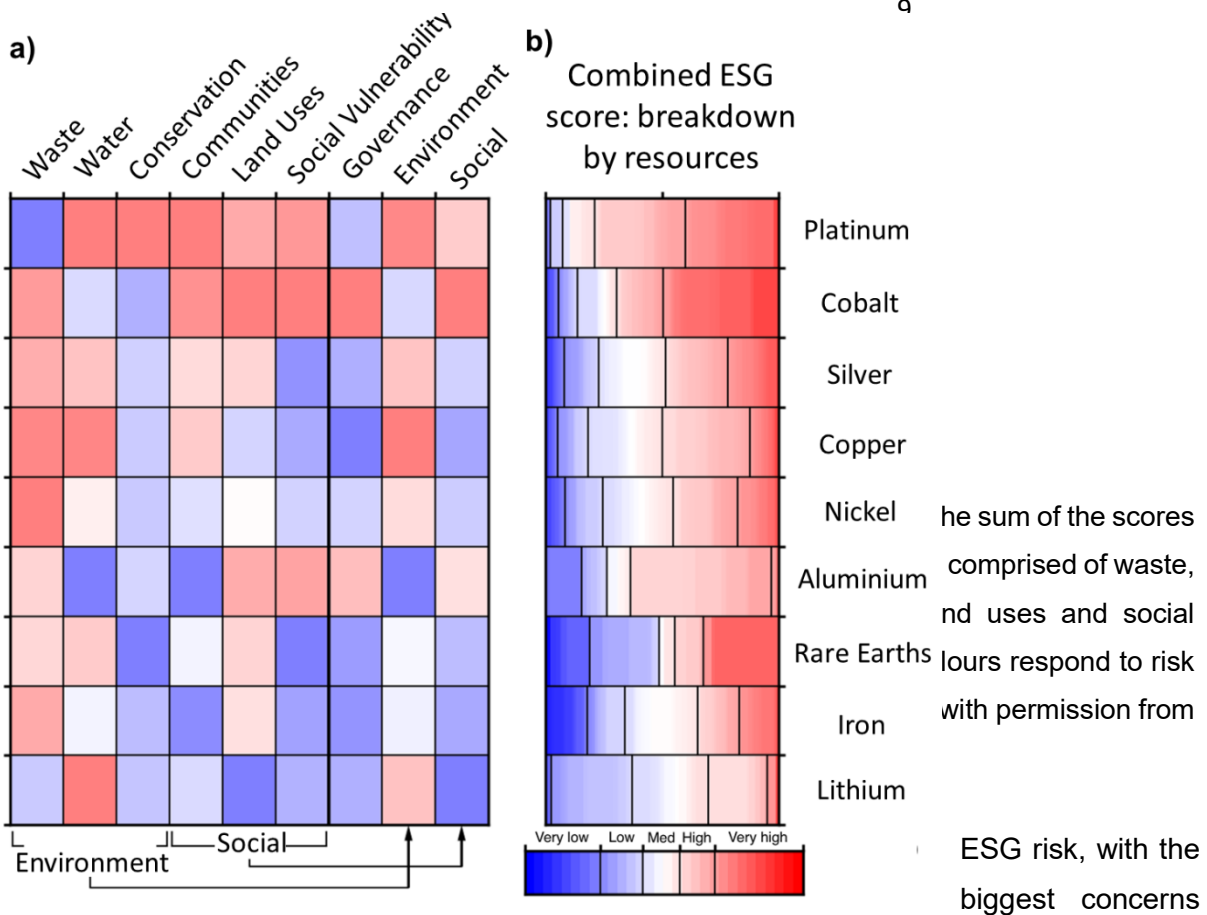 a)
Waste
Water
Conservation
Communities
Land Uses
Social Vulnerability
Governance
Environment
Social
b)
Combined ESG
score: breakdown
by resources
Platinum
Cobalt
Silver
Copper
Nickel
Aluminium
Rare Earths
Iron
Lithium
Environment
Social
Very low Low Med High Very high
he sum of the scores
comprised of waste,
nd uses and social
lours respond to risk
with permission from
ESG risk, with the
biggest concerns